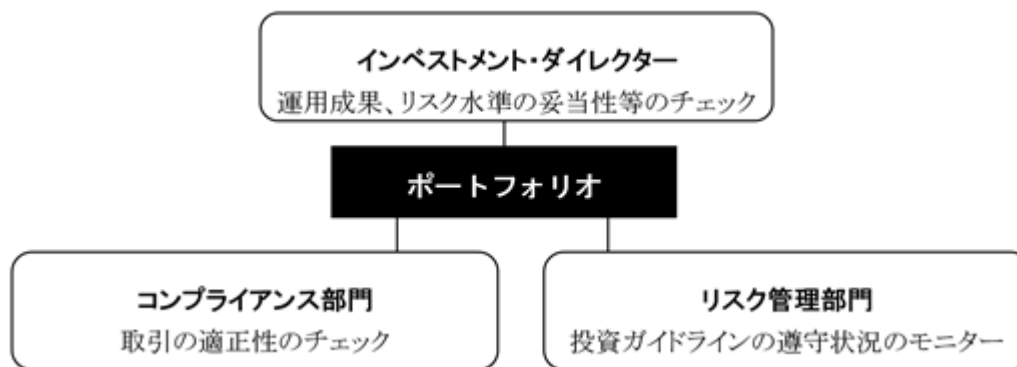 インベストメント・ダイレクター
運用成果、リスク水準の妥当性等のチェック
ポートフォリオ
コンプライアンス部門
取引の適正性のチェック
リスク管理部門
投資ガイドラインの遵守状況のモニター